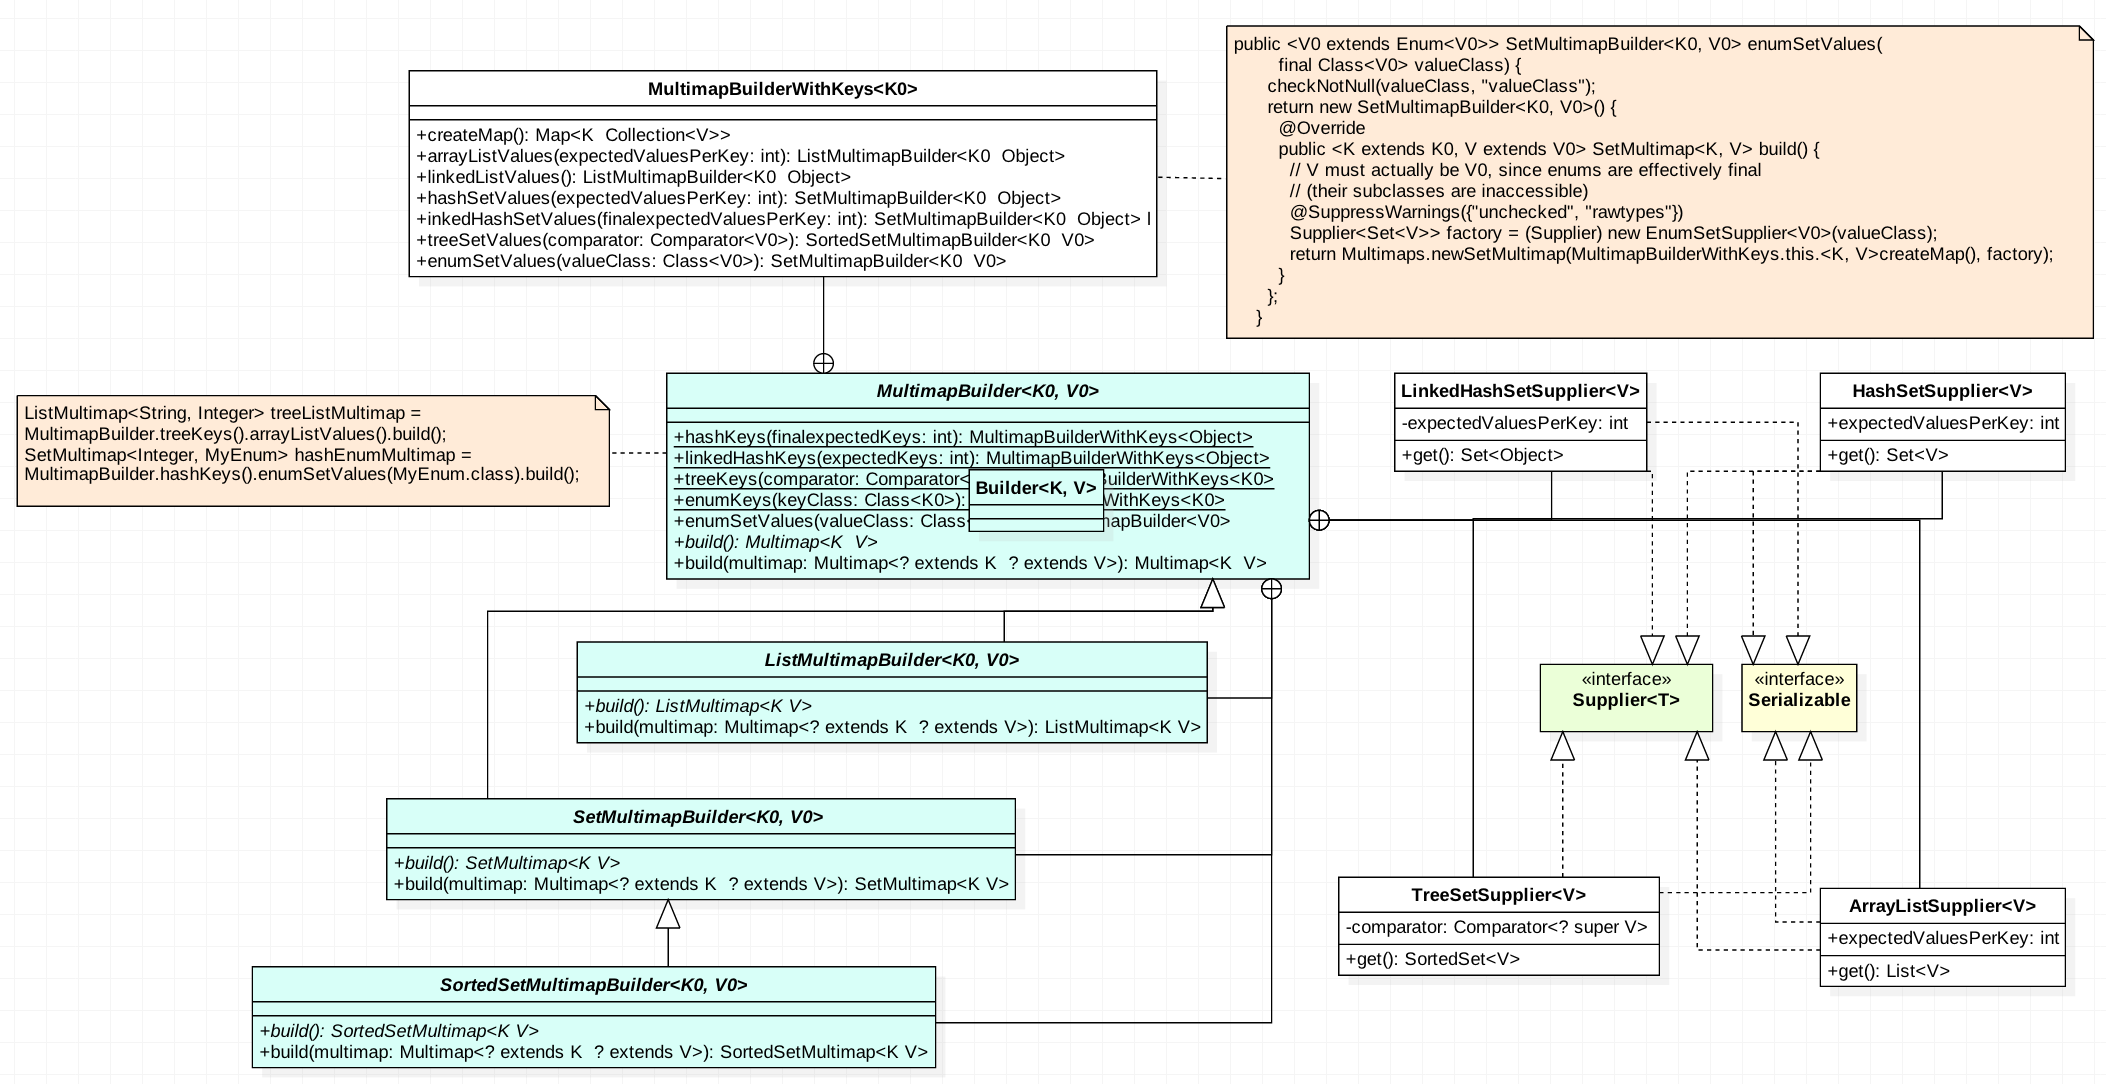 public <V0 extends Enum<V0>> SetMultimapBuilder<K0, V0> enumSetValues(
final Class<V0> valueClass) {
checkNotNull(valueClass, "valueClass");
return new SetMultimapBuilder<K0, V0>() {
@Override
public <K extends K0, V extends V0> SetMultimap<K, V> build() {
// V must actually be V0, since enums are effectively final
// (their subclasses are inaccessible)
@SuppressWarnings({"unchecked", "rawtypes"})
Supplier<Set<V>> factory = (Supplier) new EnumSetSupplier<V0>(valueClass);
return Multimaps.newSetMultimap(MultimapBuilderWithKeys.this.<K, V>createMap(), factory);
}
};
}
MultimapBuilderWithKeys<K0>
+createMap(): Map<K  Collection<V>>
+arrayListValues(expectedValuesPerKey: int): ListMultimapBuilder<K0  Object>
+linkedListValues(): ListMultimapBuilder<K0  Object>
+hashSetValues(expectedValuesPerKey: int): SetMultimapBuilder<K0  Object>
+inkedHashSetValues(finalexpectedValuesPerKey: int): SetMultimapBuilder<K0  Object> l
+treeSetValues(comparator: Comparator<V0>): SortedSetMultimapBuilder<K0  V0>
+enumSetValues(valueClass: Class<V0>): SetMultimapBuilder<K0  V0>
ListMultimap<String, Integer> treeListMultimap =
MultimapBuilder.treeKeys().arrayListValues().build();
SetMultimap<Integer, MyEnum> hashEnumMultimap =
MultimapBuilder.hashKeys().enumSetValues(MyEnum.class).build();
MultimapBuilder<K0, V0>
+hashKeys(finalexpectedKeys: int): MultimapBuilderWithKeys<Object>
+linkedHashKeys(expectedKeys: int): MultimapBuilderWithKeys<Object>
+treeKeys(comparator: Comparator< uilderWithKeys<K0>
+enumKeys(keyClass: Class<K0>): WithKeys<K0>
+enumSetValues(valueClass: Class apBuilder<V0>
+build(): Multimap<K  V>
+build(multimap: Multimap<? extends K  ? extends V>): Multimap<K  V>
Builder<K, V>
LinkedHashSetSupplier<V>
-expectedValuesPerKey: int
+get(): Set<Object>
HashSetSupplier<V>
+expectedValuesPerKey: int
+get(): Set<V>
ListMultimapBuilder<K0, V0>
+build(): ListMultimap<K V>
+build(multimap: Multimap<? extends K  ? extends V>): ListMultimap<K V>
«interface»
Supplier<T>
«interface»
Serializable
SetMultimapBuilder<K0, V0>
+build(): SetMultimap<K V>
+build(multimap: Multimap<? extends K  ? extends V>): SetMultimap<K V>
TreeSetSupplier<V>
-comparator: Comparator<? super V>
+get(): SortedSet<V>
ArrayListSupplier<V>
+expectedValuesPerKey: int
+get(): List<V>
SortedSetMultimapBuilder<K0, V0>
+build(): SortedSetMultimap<K V>
+build(multimap: Multimap<? extends K  ? extends V>): SortedSetMultimap<K V>